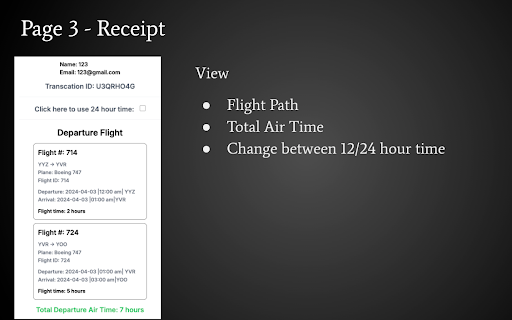 Page 3 - Receipt
Name: 123
Email: 123@gmail.com
Transcation ID: U3QRHO4G
Click here to use 24 hour time:
Departure Flight
Flight #: 714
YYZ → YVR
Plane: Boeing 747
Flight ID: 714
Departure: 2024-04-03 |12:00 am| YYZ
Arrival: 2024-04-03 |01:00 am|YVR
Flight time: 2 hours
Flight #: 724
YVR → YOO
Plane: Boeing 747
Flight ID: 724
Departure: 2024-04-03 |01:00 am| YVR
Arrival: 2024-04-03 |03:00 am|YOO
Flight time: 5 hours
Total Departure Air Time: 7 hours
View
● Flight Path
● Total Air Time
● Change between 12/24 hour time